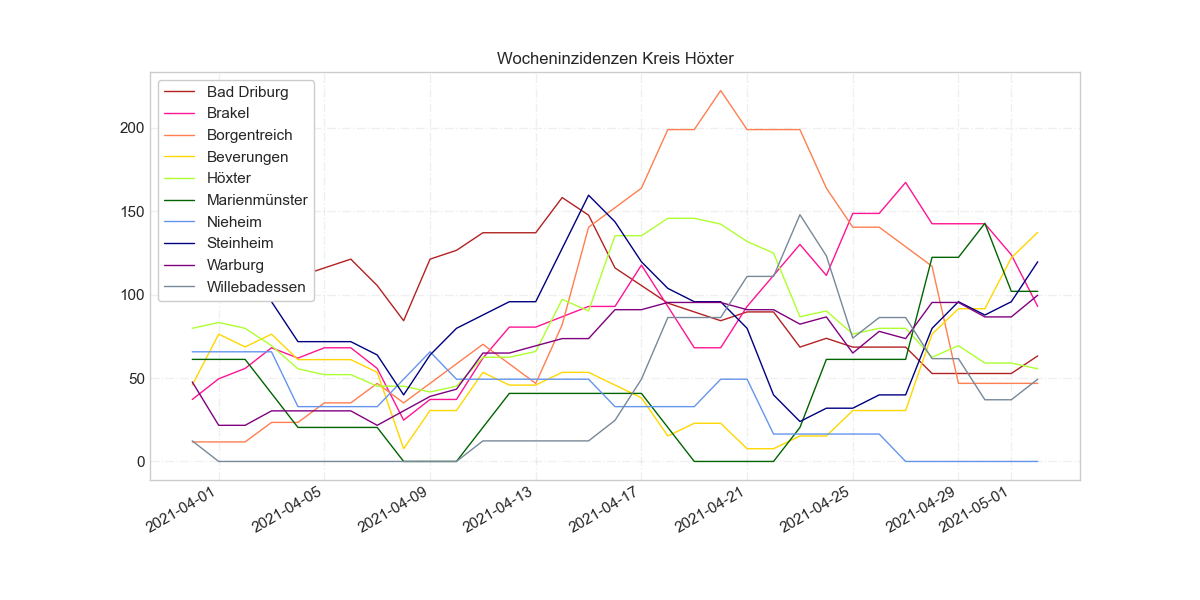 Wocheninzidenzen Kreis Höxter
Bad Driburg
Brakel
Borgentreich
Beverungen
Höxter
Marienmünster
Nieheim
Steinheim
Warburg
Willebadessen
200
150
100
50
0
2021-04-01
2021-04-05
2021-04-09
2021-04-13
2021-04-17
2021-04-21
2021-04-25
2021-04-29
2021-05-01